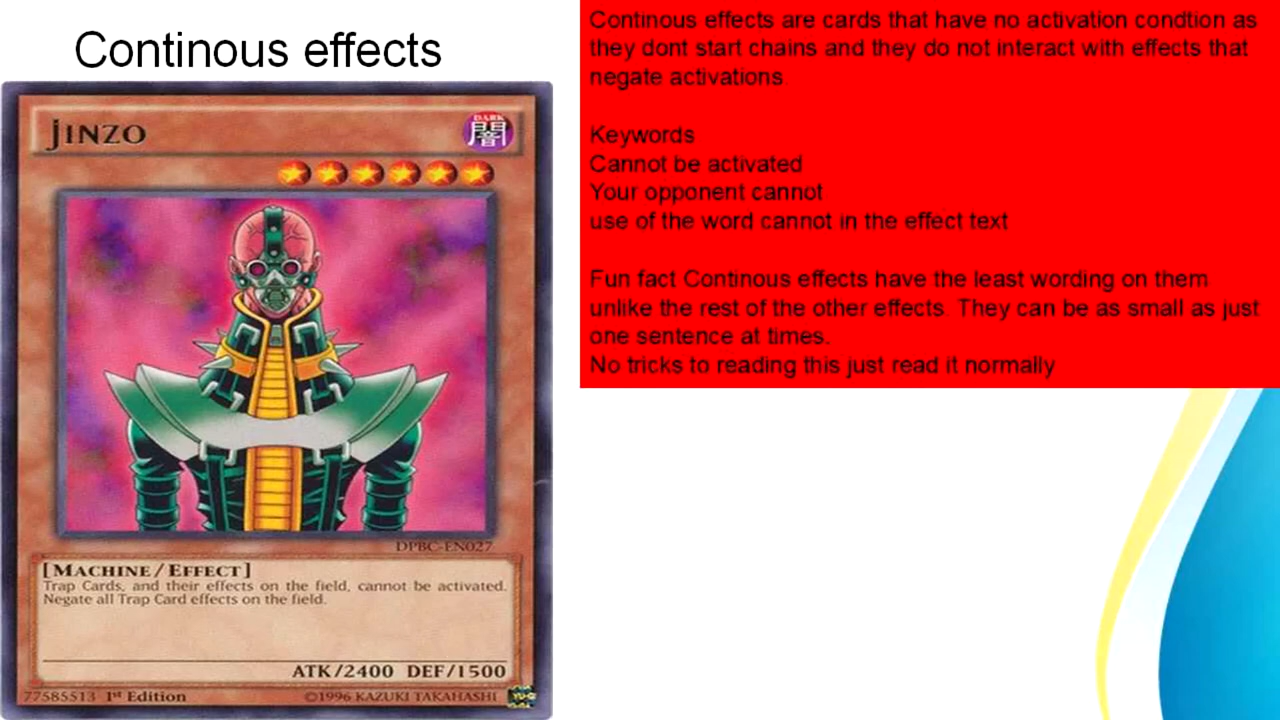 Continous effects
JINZO
DARK
闇
[MACHINE/EFFECT]
DPBC-EN027
Trap Cards, and their effects on the field, cannot be activated.
Negate all Trap Card effects on the field.
ATK/2400 DEF/1500
77585513 1st Edition ©1996 KAZUKI TAKAHASHI
Continous effects are cards that have no activation condtion as
they dont start chains and they do not interact with effects that
negate activations
Keywords
Cannot be activated
Your opponent cannot
use of the word cannot in the effect text
Fun fact Continous effects have the least wording on them
unlike the rest of the other effects. They can be as small as just
one sentence at times.
No tricks to reading this just read it normally